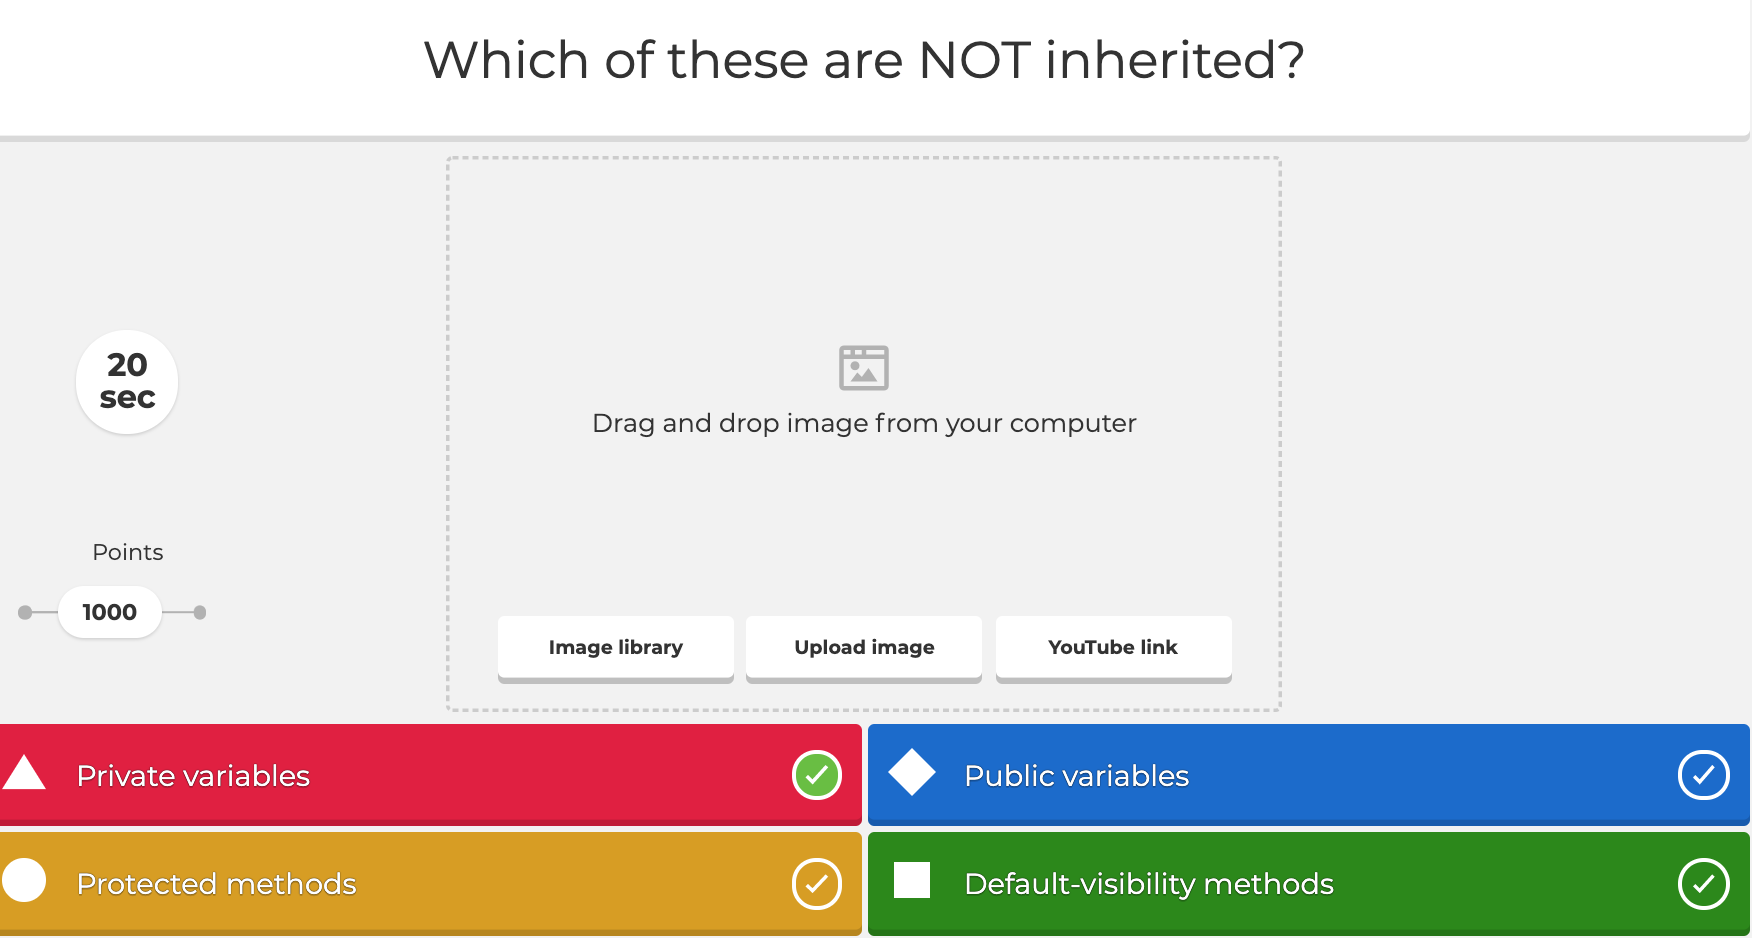 Which of these are NOT inherited?
20
sec
Drag and drop image from your computer
Points
1000
Image library
Upload image
YouTube link
Private variables
Public variables
Protected methods
Default-visibility methods